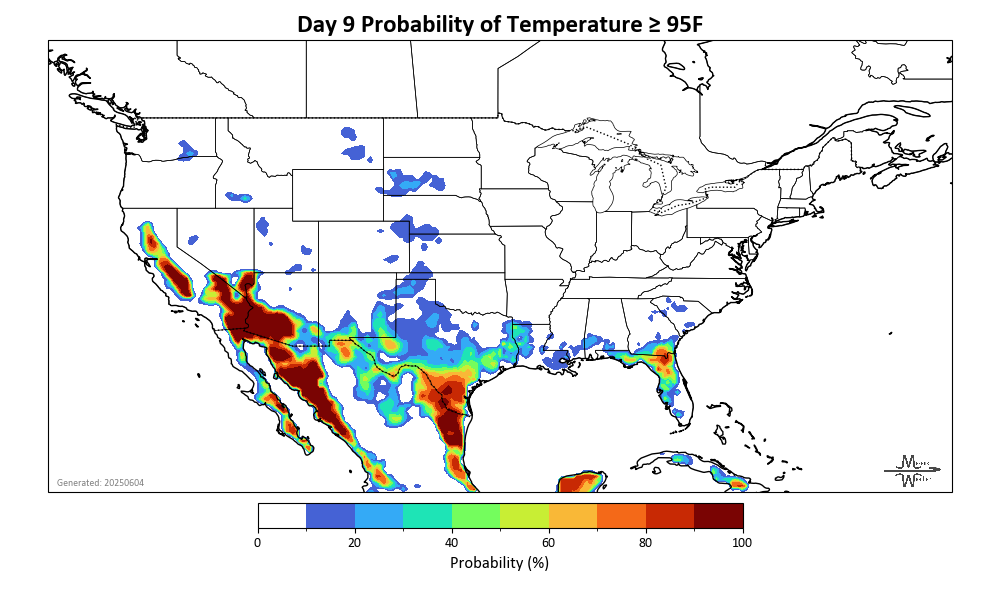 Day 9 Probability of Temperature ≥ 95F
Generated: 20250604
0 20 40 60 80 100
Probability (%)